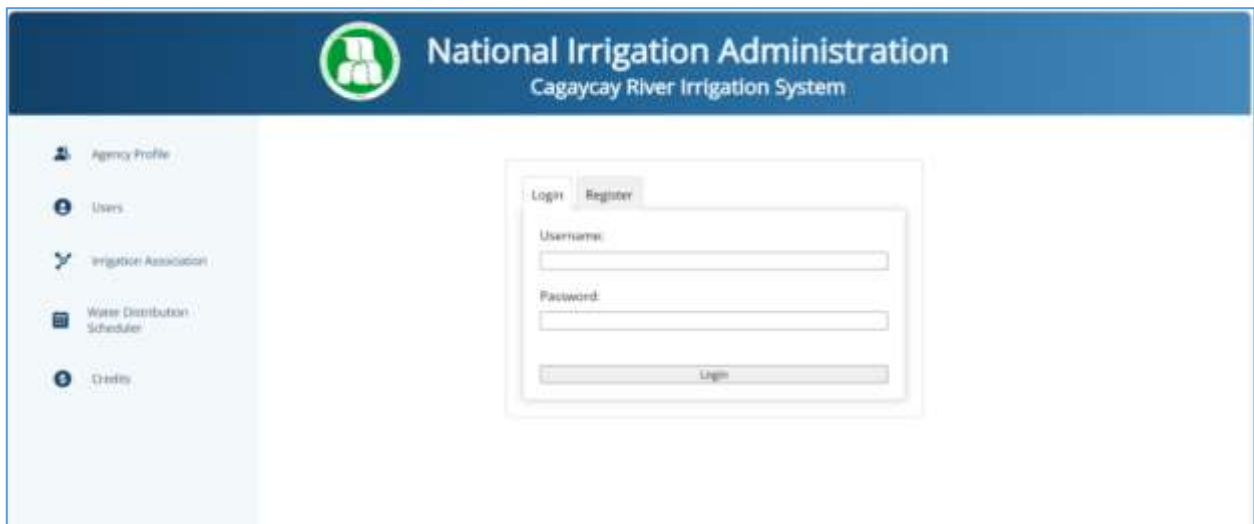 National Irrigation Administration
Cagaycay River Irrigation System
Agency Profile
Users
Irrigation Association
Water Distribution
Scheduler
Credits
Login Register
Username:
Password:
Login